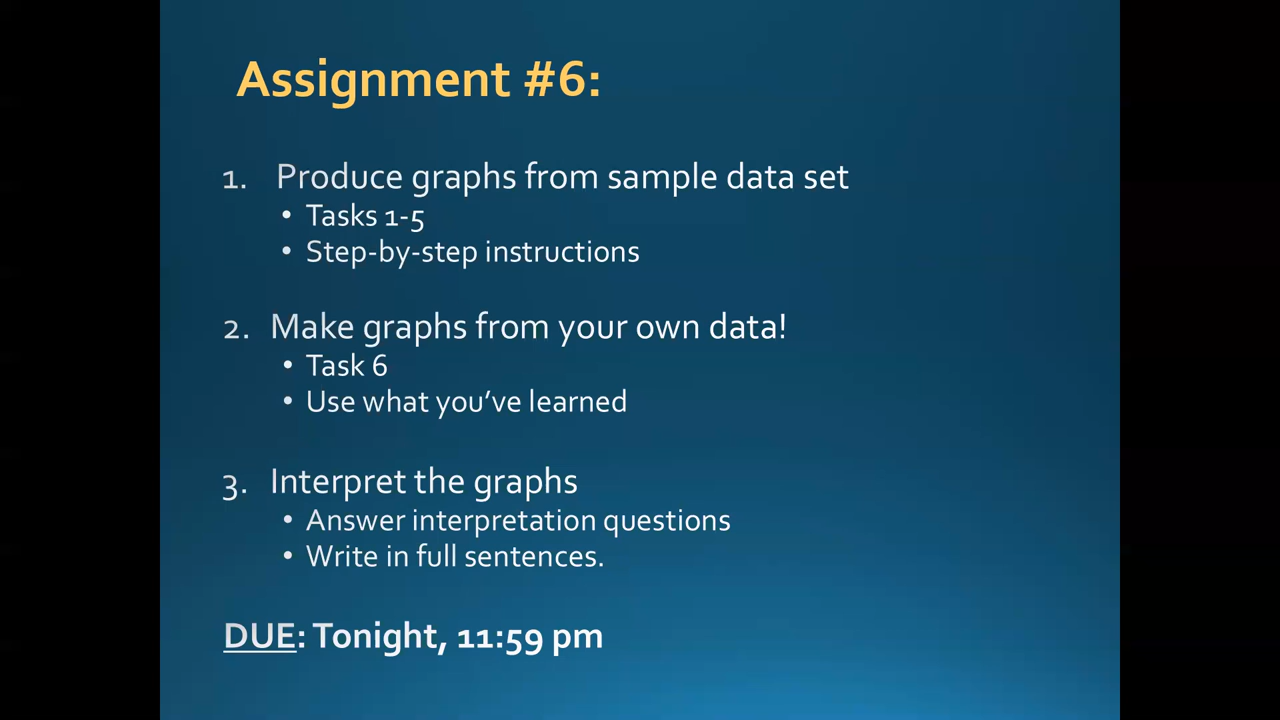 Assignment #6:
1. Produce graphs from sample data set
• Tasks 1-5
• Step-by-step instructions
2. Make graphs from your own data!
• Task 6
• Use what you’ve learned
3. Interpret the graphs
• Answer interpretation questions
• Write in full sentences.
DUE: Tonight, 11:59 pm